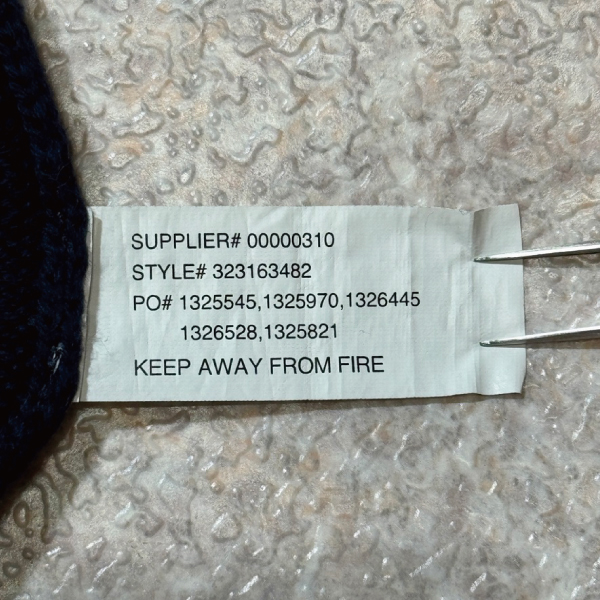 SUPPLIER# 00000310
STYLE# 323163482
PO# 1325545,1325970,1326445
1326528,1325821
KEEP AWAY FROM FIRE